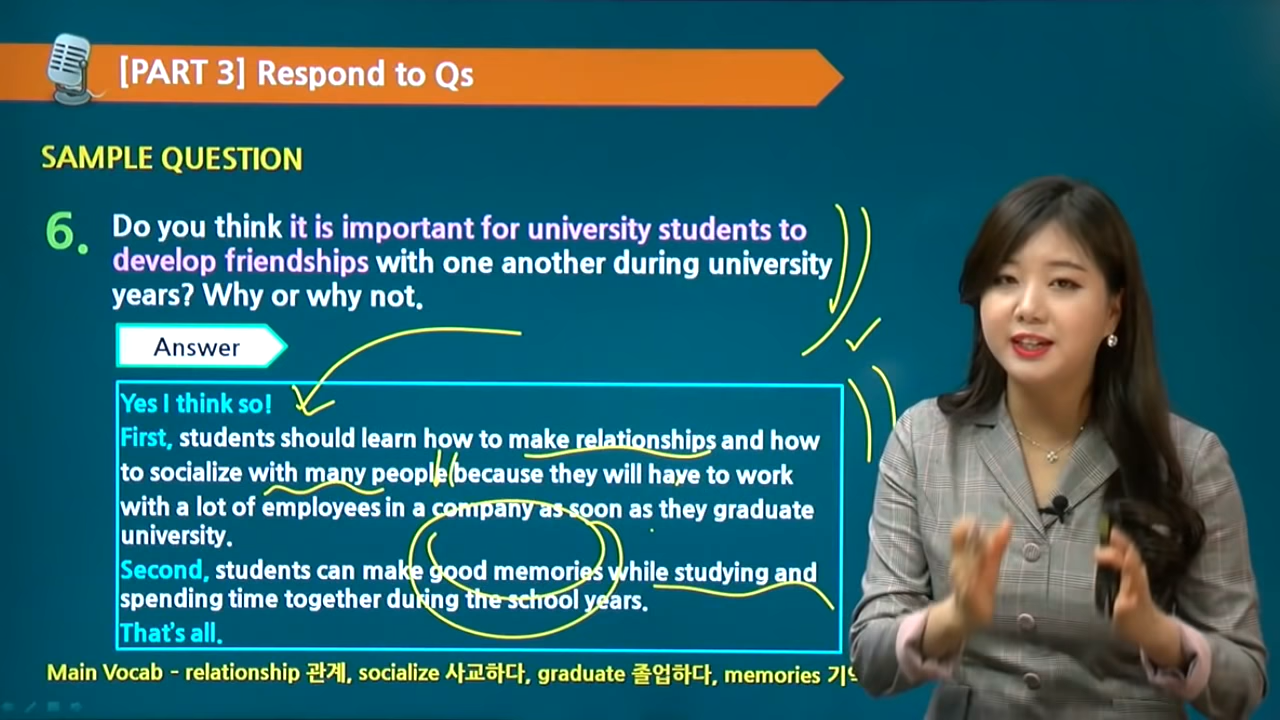 [PART 3] Respond to Qs
SAMPLE QUESTION
6. Do you think it is important for university students to
develop friendships with one another during university
years? Why or why not.
Answer
Yes I think so!
First, students should learn how to make relationships and how
to socialize with many people because they will have to work
with a lot of employees in a company as soon as they graduate
university.
Second, students can make good memories while studying and
spending time together during the school years.
That's all.
Main Vocab - relationship 관계, socialize 사교하다, graduate 졸업하다, memories